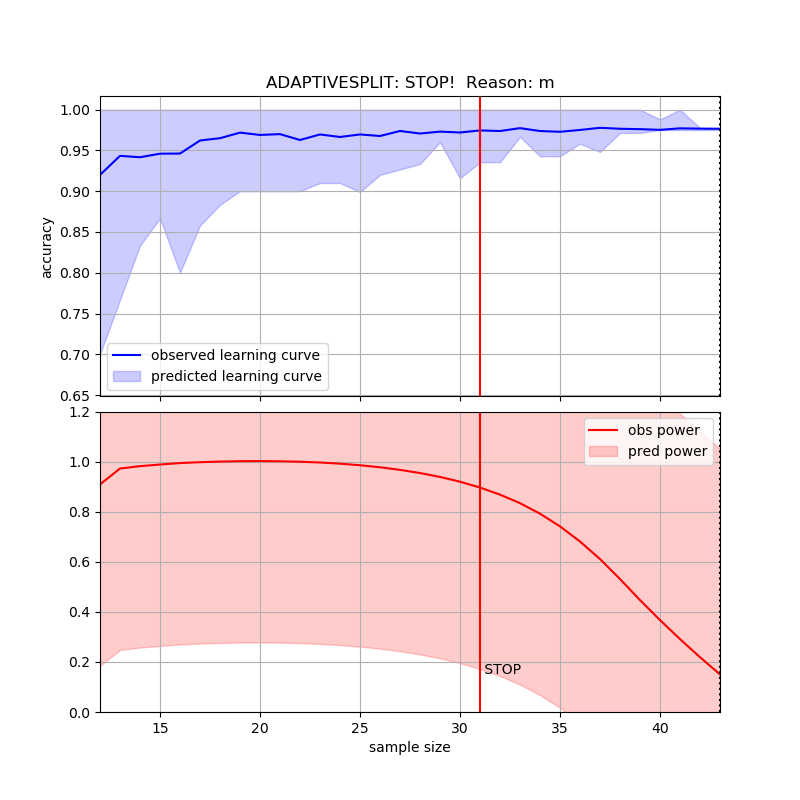 ADAPTIVESPLIT: STOP!  Reason: m
1.00
0.95
0.90
0.85
0.80
0.75
0.70
0.65
accuracy
observed learning curve
predicted learning curve
1.2
1.0
0.8
0.6
0.4
0.2
0.0
obs power
pred power
STOP
15 20 25 30 35 40
sample size